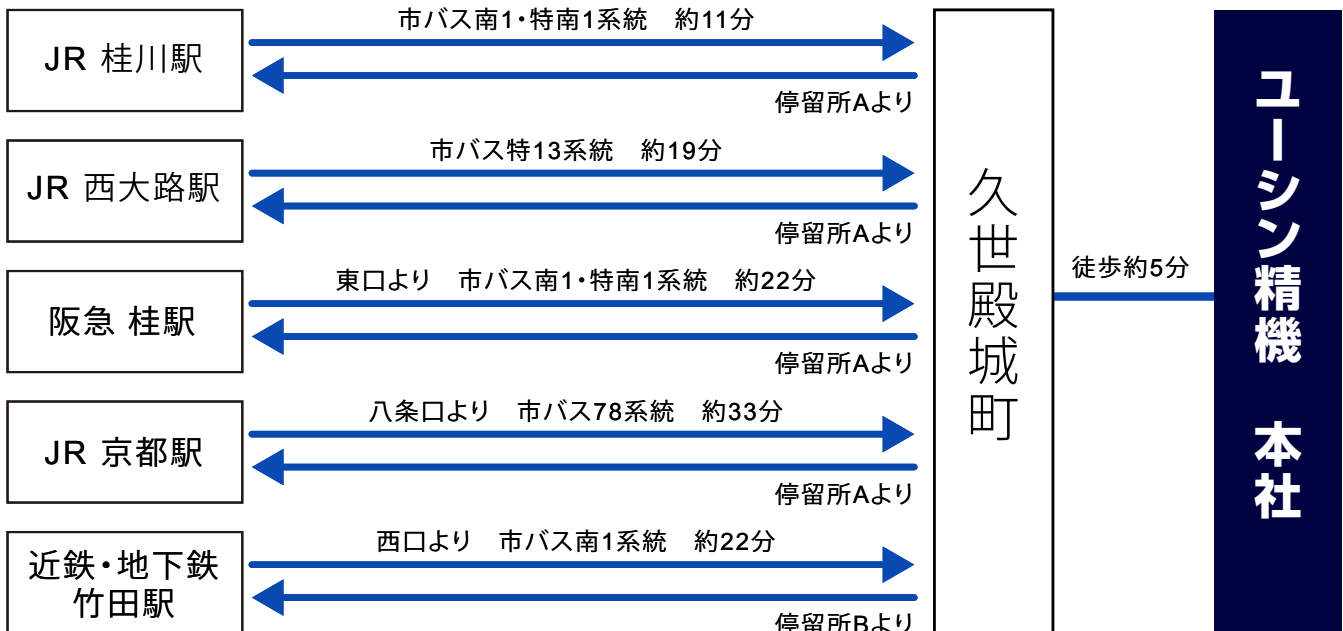 JR 桂川駅
市バス南1・特南1系統　約11分
停留所Aより
JR 西大路駅
市バス特13系統　約19分
停留所Aより
阪急 桂駅
東口より　市バス南1・特南1系統　約22分
停留所Aより
JR 京都駅
八条口より　市バス78系統　約33分
停留所Aより
近鉄・地下鉄
竹田駅
西口より　市バス南1系統　約22分
停留所Bより
久世殿城町
徒歩約5分
ユーシン精機　本社